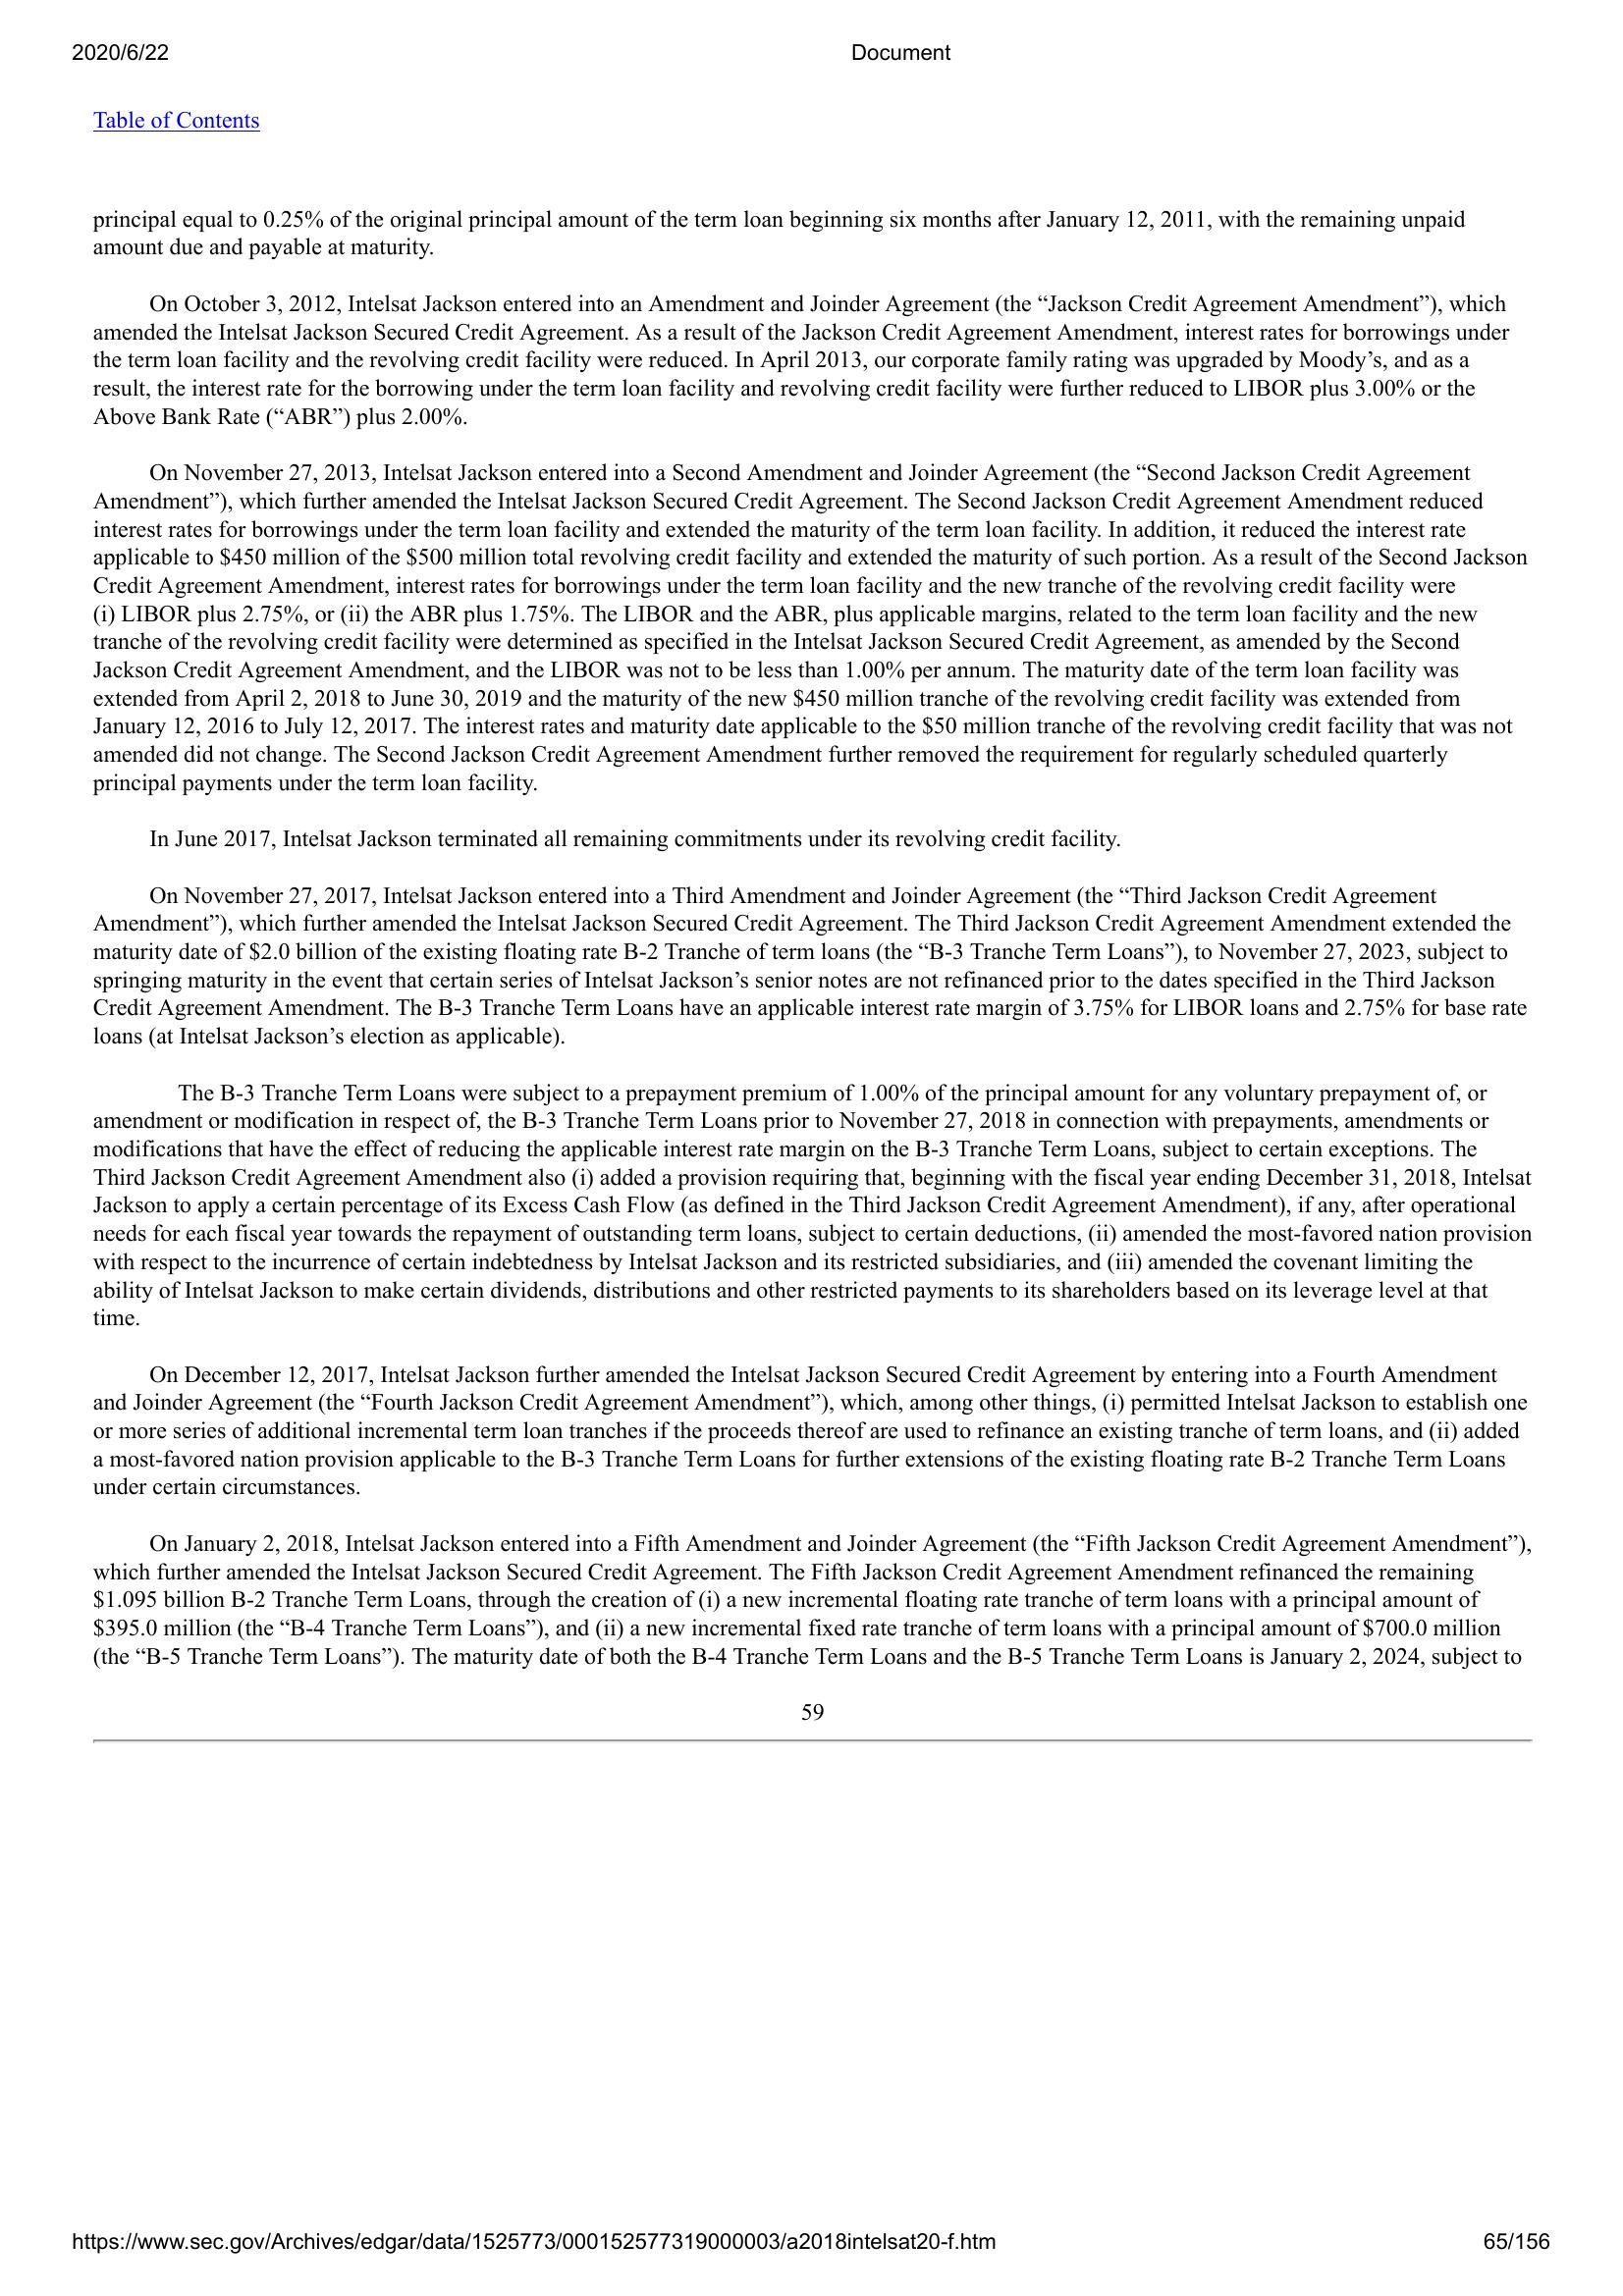 2020/6/22
Document
Table of Contents
principal equal to 0.25% of the original principal amount of the term loan beginning six months after January 12, 2011, with the remaining unpaid
amount due and payable at maturity.
On October 3, 2012, Intelsat Jackson entered into an Amendment and Joinder Agreement (the “Jackson Credit Agreement Amendment”), which
amended the Intelsat Jackson Secured Credit Agreement. As a result of the Jackson Credit Agreement Amendment, interest rates for borrowings under
the term loan facility and the revolving credit facility were reduced. In April 2013, our corporate family rating was upgraded by Moody’s, and as a
result, the interest rate for the borrowing under the term loan facility and revolving credit facility were further reduced to LIBOR plus 3.00% or the
Above Bank Rate (“ABR”) plus 2.00%.
On November 27, 2013, Intelsat Jackson entered into a Second Amendment and Joinder Agreement (the “Second Jackson Credit Agreement
Amendment”), which further amended the Intelsat Jackson Secured Credit Agreement. The Second Jackson Credit Agreement Amendment reduced
interest rates for borrowings under the term loan facility and extended the maturity of the term loan facility. In addition, it reduced the interest rate
applicable to $450 million of the $500 million total revolving credit facility and extended the maturity of such portion. As a result of the Second Jackson
Credit Agreement Amendment, interest rates for borrowings under the term loan facility and the new tranche of the revolving credit facility were
(i) LIBOR plus 2.75%, or (ii) the ABR plus 1.75%. The LIBOR and the ABR, plus applicable margins, related to the term loan facility and the new
tranche of the revolving credit facility were determined as specified in the Intelsat Jackson Secured Credit Agreement, as amended by the Second
Jackson Credit Agreement Amendment, and the LIBOR was not to be less than 1.00% per annum. The maturity date of the term loan facility was
extended from April 2, 2018 to June 30, 2019 and the maturity of the new $450 million tranche of the revolving credit facility was extended from
January 12, 2016 to July 12, 2017. The interest rates and maturity date applicable to the $50 million tranche of the revolving credit facility that was not
amended did not change. The Second Jackson Credit Agreement Amendment further removed the requirement for regularly scheduled quarterly
principal payments under the term loan facility.
In June 2017, Intelsat Jackson terminated all remaining commitments under its revolving credit facility.
On November 27, 2017, Intelsat Jackson entered into a Third Amendment and Joinder Agreement (the “Third Jackson Credit Agreement
Amendment”), which further amended the Intelsat Jackson Secured Credit Agreement. The Third Jackson Credit Agreement Amendment extended the
maturity date of $2.0 billion of the existing floating rate B-2 Tranche of term loans (the “B-3 Tranche Term Loans”), to November 27, 2023, subject to
springing maturity in the event that certain series of Intelsat Jackson’s senior notes are not refinanced prior to the dates specified in the Third Jackson
Credit Agreement Amendment. The B-3 Tranche Term Loans have an applicable interest rate margin of 3.75% for LIBOR loans and 2.75% for base rate
loans (at Intelsat Jackson’s election as applicable).
The B-3 Tranche Term Loans were subject to a prepayment premium of 1.00% of the principal amount for any voluntary prepayment of, or
amendment or modification in respect of, the B-3 Tranche Term Loans prior to November 27, 2018 in connection with prepayments, amendments or
modifications that have the effect of reducing the applicable interest rate margin on the B-3 Tranche Term Loans, subject to certain exceptions. The
Third Jackson Credit Agreement Amendment also (i) added a provision requiring that, beginning with the fiscal year ending December 31, 2018, Intelsat
Jackson to apply a certain percentage of its Excess Cash Flow (as defined in the Third Jackson Credit Agreement Amendment), if any, after operational
needs for each fiscal year towards the repayment of outstanding term loans, subject to certain deductions, (ii) amended the most-favored nation provision
with respect to the incurrence of certain indebtedness by Intelsat Jackson and its restricted subsidiaries, and (iii) amended the covenant limiting the
ability of Intelsat Jackson to make certain dividends, distributions and other restricted payments to its shareholders based on its leverage level at that
time.
On December 12, 2017, Intelsat Jackson further amended the Intelsat Jackson Secured Credit Agreement by entering into a Fourth Amendment
and Joinder Agreement (the “Fourth Jackson Credit Agreement Amendment”), which, among other things, (i) permitted Intelsat Jackson to establish one
or more series of additional incremental term loan tranches if the proceeds thereof are used to refinance an existing tranche of term loans, and (ii) added
a most-favored nation provision applicable to the B-3 Tranche Term Loans for further extensions of the existing floating rate B-2 Tranche Term Loans
under certain circumstances.
On January 2, 2018, Intelsat Jackson entered into a Fifth Amendment and Joinder Agreement (the “Fifth Jackson Credit Agreement Amendment”),
which further amended the Intelsat Jackson Secured Credit Agreement. The Fifth Jackson Credit Agreement Amendment refinanced the remaining
$1.095 billion B-2 Tranche Term Loans, through the creation of (i) a new incremental floating rate tranche of term loans with a principal amount of
$395.0 million (the “B-4 Tranche Term Loans”), and (ii) a new incremental fixed rate tranche of term loans with a principal amount of $700.0 million
(the “B-5 Tranche Term Loans”). The maturity date of both the B-4 Tranche Term Loans and the B-5 Tranche Term Loans is January 2, 2024, subject to
59
https://www.sec.gov/Archives/edgar/data/1525773/000152577319000003/a2018intelsat20-f.htm
65/156